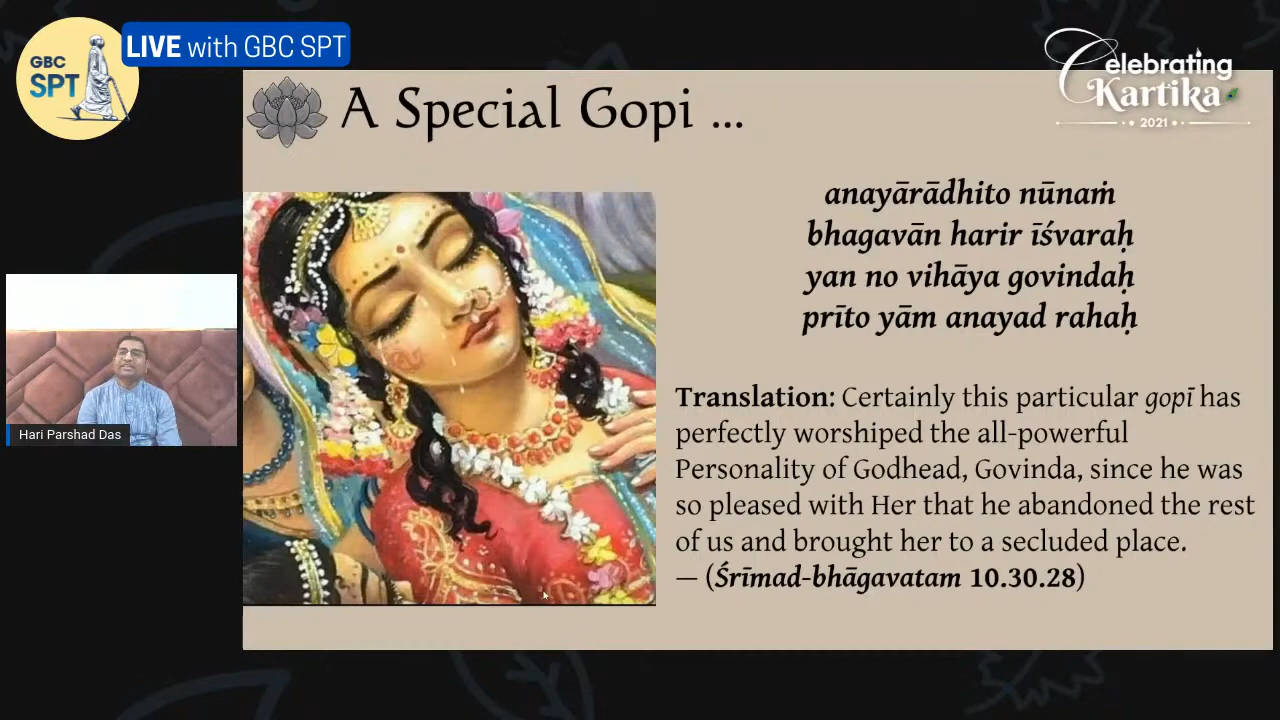 GBC
SPT
LIVE with GBC SPT
Celebrating
Kartika
2021
A Special Gopi ...
anayārādhito nūnaṁ
bhagavān harir īśvaraḥ
yan no vihāya govindaḥ
prīto yām anayad rahaḥ
Translation: Certainly this particular gopī has
perfectly worshiped the all-powerful
Personality of Godhead, Govinda, since he was
so pleased with Her that he abandoned the rest
of us and brought her to a secluded place.
— (Śrīmad-bhāgavatam 10.30.28)
Hari Parshad Das